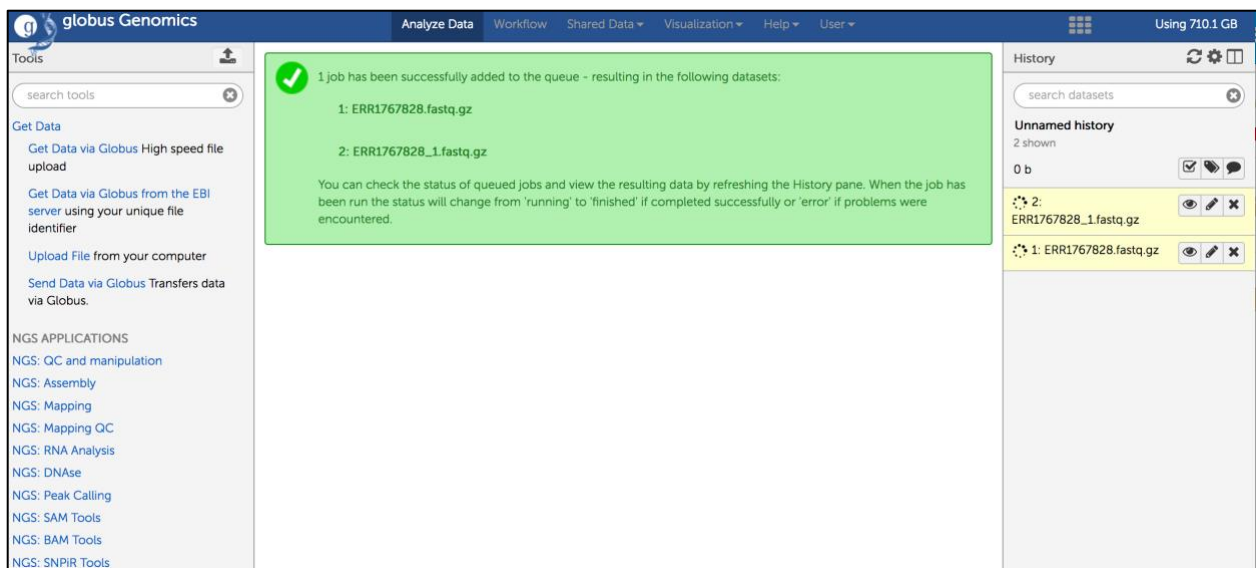 globus Genomics
Analyze Data Workflow Shared Data Visualization Help User
Using 710.1 GB
Tools
search tools
Get Data
Get Data via Globus High speed file
upload
Get Data via Globus from the EBI
server using your unique file
identifier
Upload File from your computer
Send Data via Globus Transfers data
via Globus.
NGS APPLICATIONS
NGS: QC and manipulation
NGS: Assembly
NGS: Mapping
NGS: Mapping QC
NGS: RNA Analysis
NGS: DNAse
NGS: Peak Calling
NGS: SAM Tools
NGS: BAM Tools
NGS: SNPiR Tools
1 job has been successfully added to the queue - resulting in the following datasets:
1: ERR1767828.fastq.gz
2: ERR1767828_1.fastq.gz
You can check the status of queued jobs and view the resulting data by refreshing the History pane. When the job has
been run the status will change from 'running' to 'finished' if completed successfully or 'error' if problems were
encountered.
History
search datasets
Unnamed history
2 shown
0 b
2:
ERR1767828_1.fastq.gz
1: ERR1767828.fastq.gz